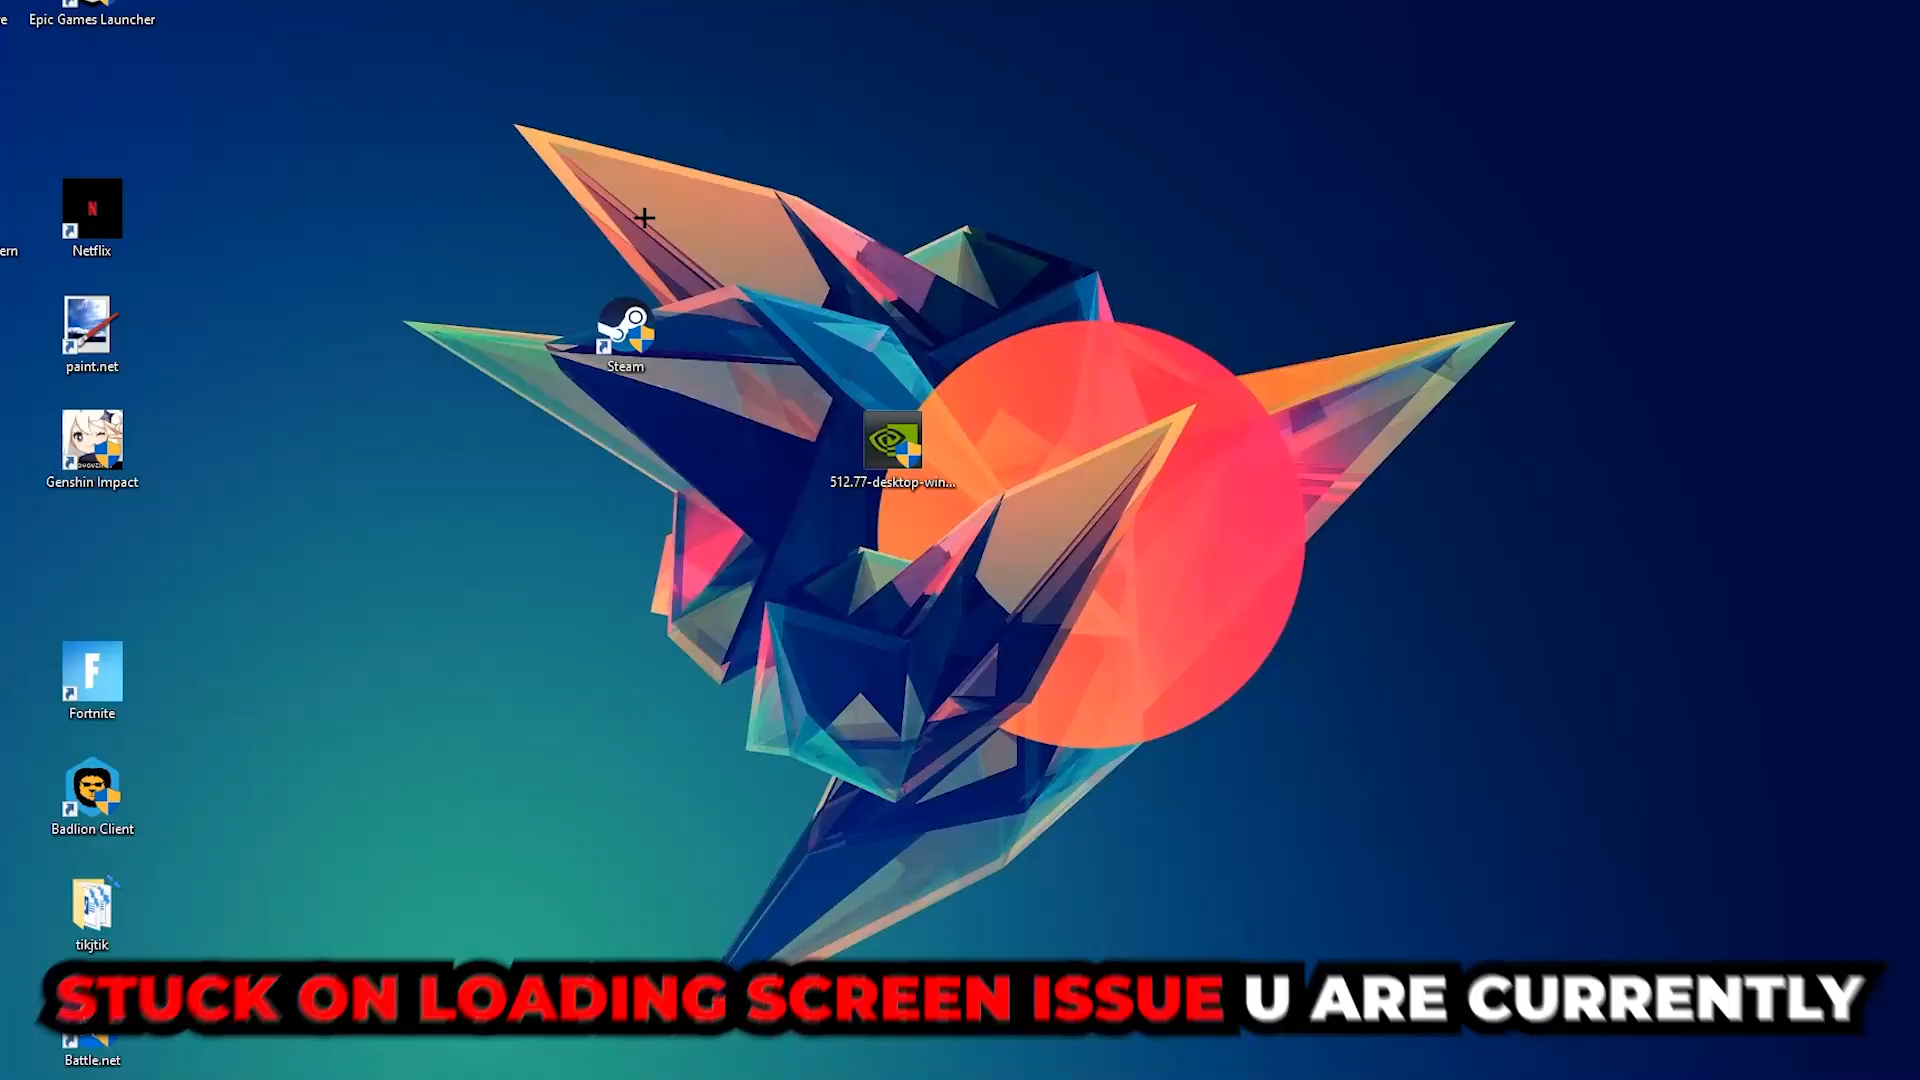 Epic Games Launcher
Netflix
ern
paint.net
Steam
Genshin Impact
512.77-desktop-win...
Fortnite
Badlion Client
tikjtik
STUCK ON LOADING SCREEN ISSUE U ARE CURRENTLY
Battle.net